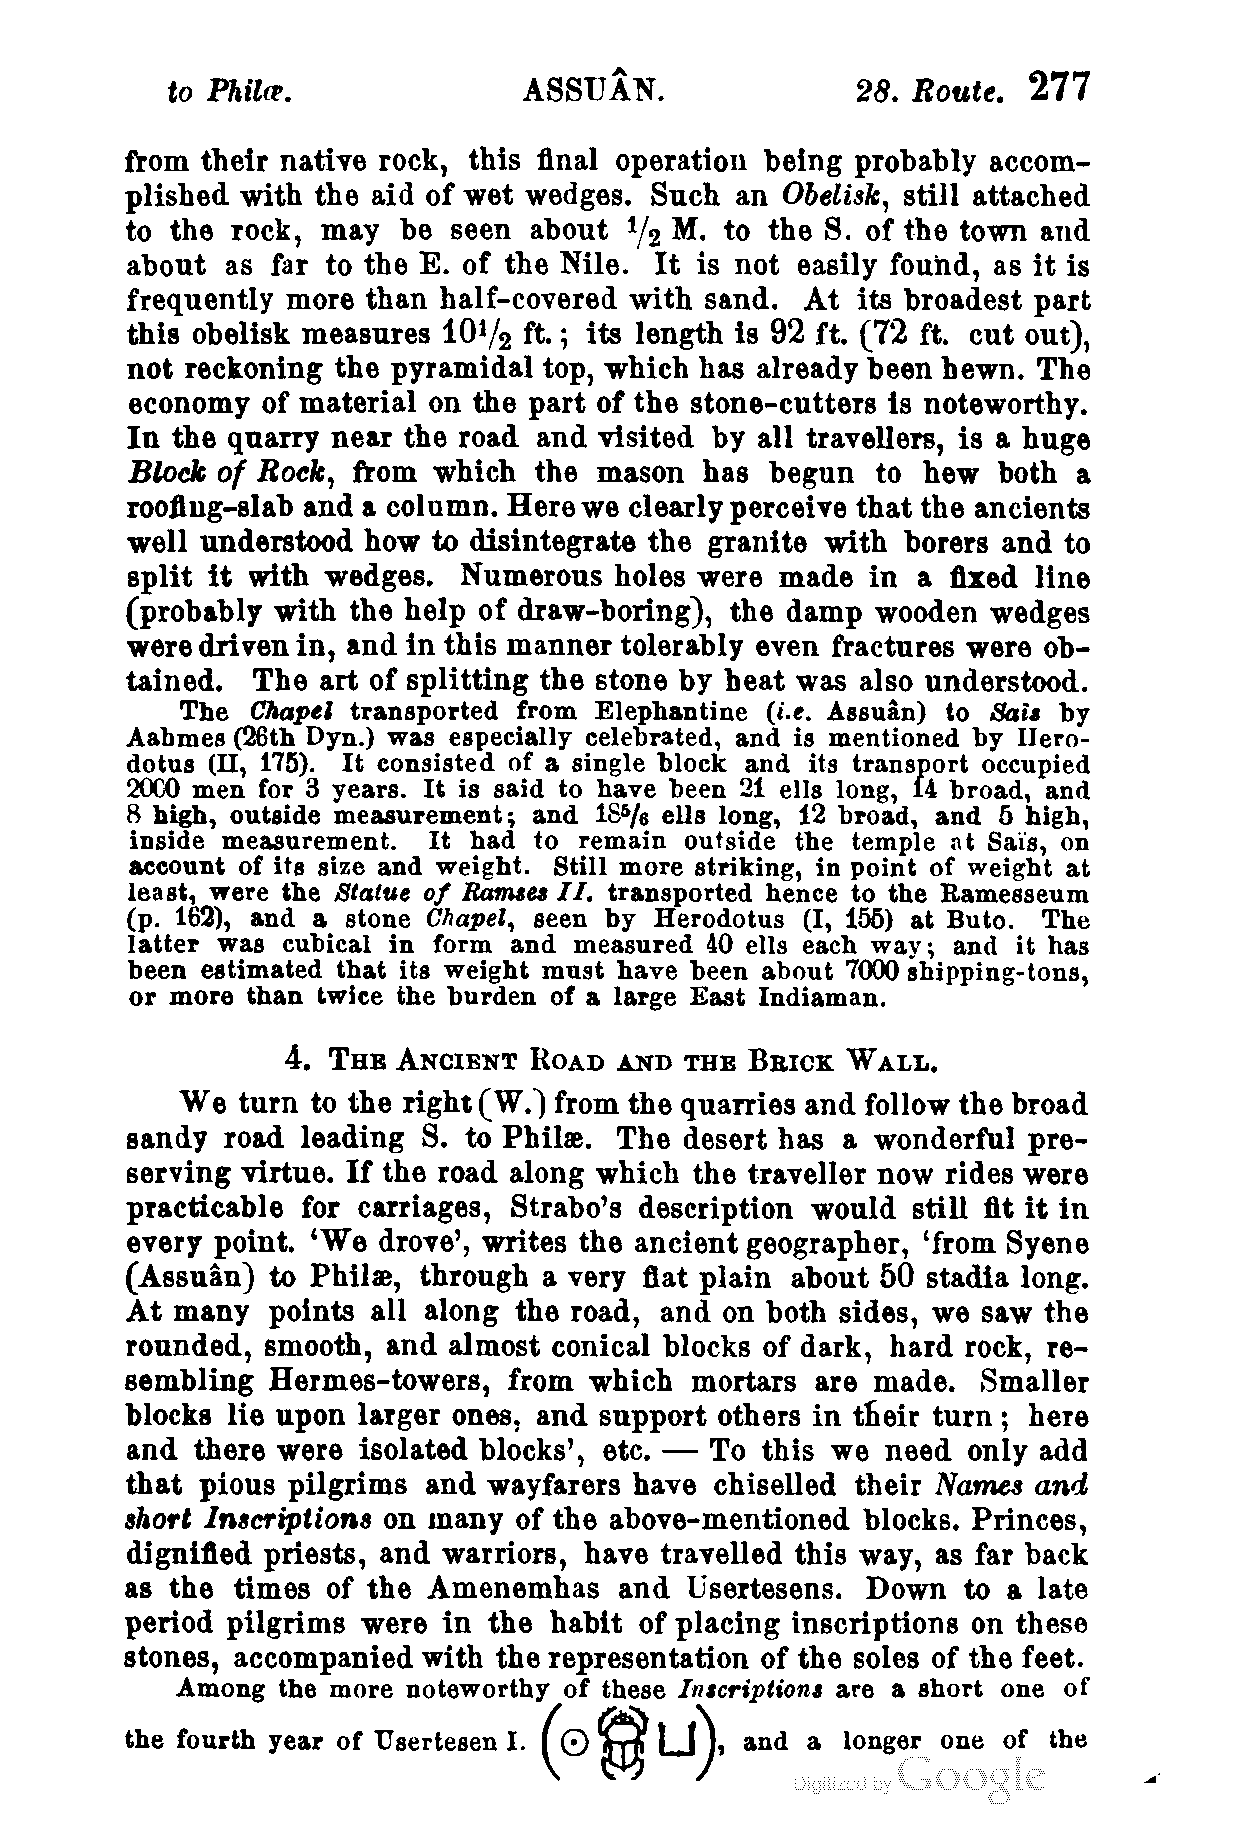 to Philæ. ASSUÂN. 28. Route. 277
from their native rock, this final operation being probably accom-
plished with the aid of wet wedges. Such an Obelisk, still attached
to the rock, may be seen about 1/2 M. to the S. of the town and
about as far to the E. of the Nile. It is not easily found, as it is
frequently more than half-covered with sand. At its broadest part
this obelisk measures 101/2 ft.; its length is 92 ft. (72 ft. cut out),
not reckoning the pyramidal top, which has already been hewn. The
economy of material on the part of the stone-cutters is noteworthy.
In the quarry near the road and visited by all travellers, is a huge
Block of Rock, from which the mason has begun to hew both a
roofing-slab and a column. Here we clearly perceive that the ancients
well understood how to disintegrate the granite with borers and to
split it with wedges. Numerous holes were made in a fixed line
(probably with the help of draw-boring), the damp wooden wedges
were driven in, and in this manner tolerably even fractures were ob-
tained. The art of splitting the stone by heat was also understood.
The Chapel transported from Elephantine (i.e. Assuân) to Sais by
Aahmes (26th Dyn.) was especially celebrated, and is mentioned by Hero-
dotus (II, 175). It consisted of a single block and its transport occupied
2000 men for 3 years. It is said to have been 21 ells long, 14 broad, and
8 high, outside measurement; and 185/6 ells long, 12 broad, and 5 high,
inside measurement. It had to remain outside the temple at Saïs, on
account of its size and weight. Still more striking, in point of weight at
least, were the Statue of Ramses II. transported hence to the Ramesseum
(p. 162), and a stone Chapel, seen by Herodotus (I, 155) at Buto. The
latter was cubical in form and measured 40 ells each way; and it has
been estimated that its weight must have been about 7000 shipping-tons,
or more than twice the burden of a large East Indiaman.
4. The Ancient Road and the Brick Wall.
We turn to the right (W.) from the quarries and follow the broad
sandy road leading S. to Philæ. The desert has a wonderful pre-
serving virtue. If the road along which the traveller now rides were
practicable for carriages, Strabo's description would still fit it in
every point. 'We drove', writes the ancient geographer, 'from Syene
(Assuân) to Philæ, through a very flat plain about 50 stadia long.
At many points all along the road, and on both sides, we saw the
rounded, smooth, and almost conical blocks of dark, hard rock, re-
sembling Hermes-towers, from which mortars are made. Smaller
blocks lie upon larger ones, and support others in their turn; here
and there were isolated blocks', etc. — To this we need only add
that pious pilgrims and wayfarers have chiselled their Names and
short Inscriptions on many of the above-mentioned blocks. Princes,
dignified priests, and warriors, have travelled this way, as far back
as the times of the Amenemhas and Usertesens. Down to a late
period pilgrims were in the habit of placing inscriptions on these
stones, accompanied with the representation of the soles of the feet.
Among the more noteworthy of these Inscriptions are a short one of
the fourth year of Usertesen I. (𓇳𓆣𓂓), and a longer one of the
Digitized by Google